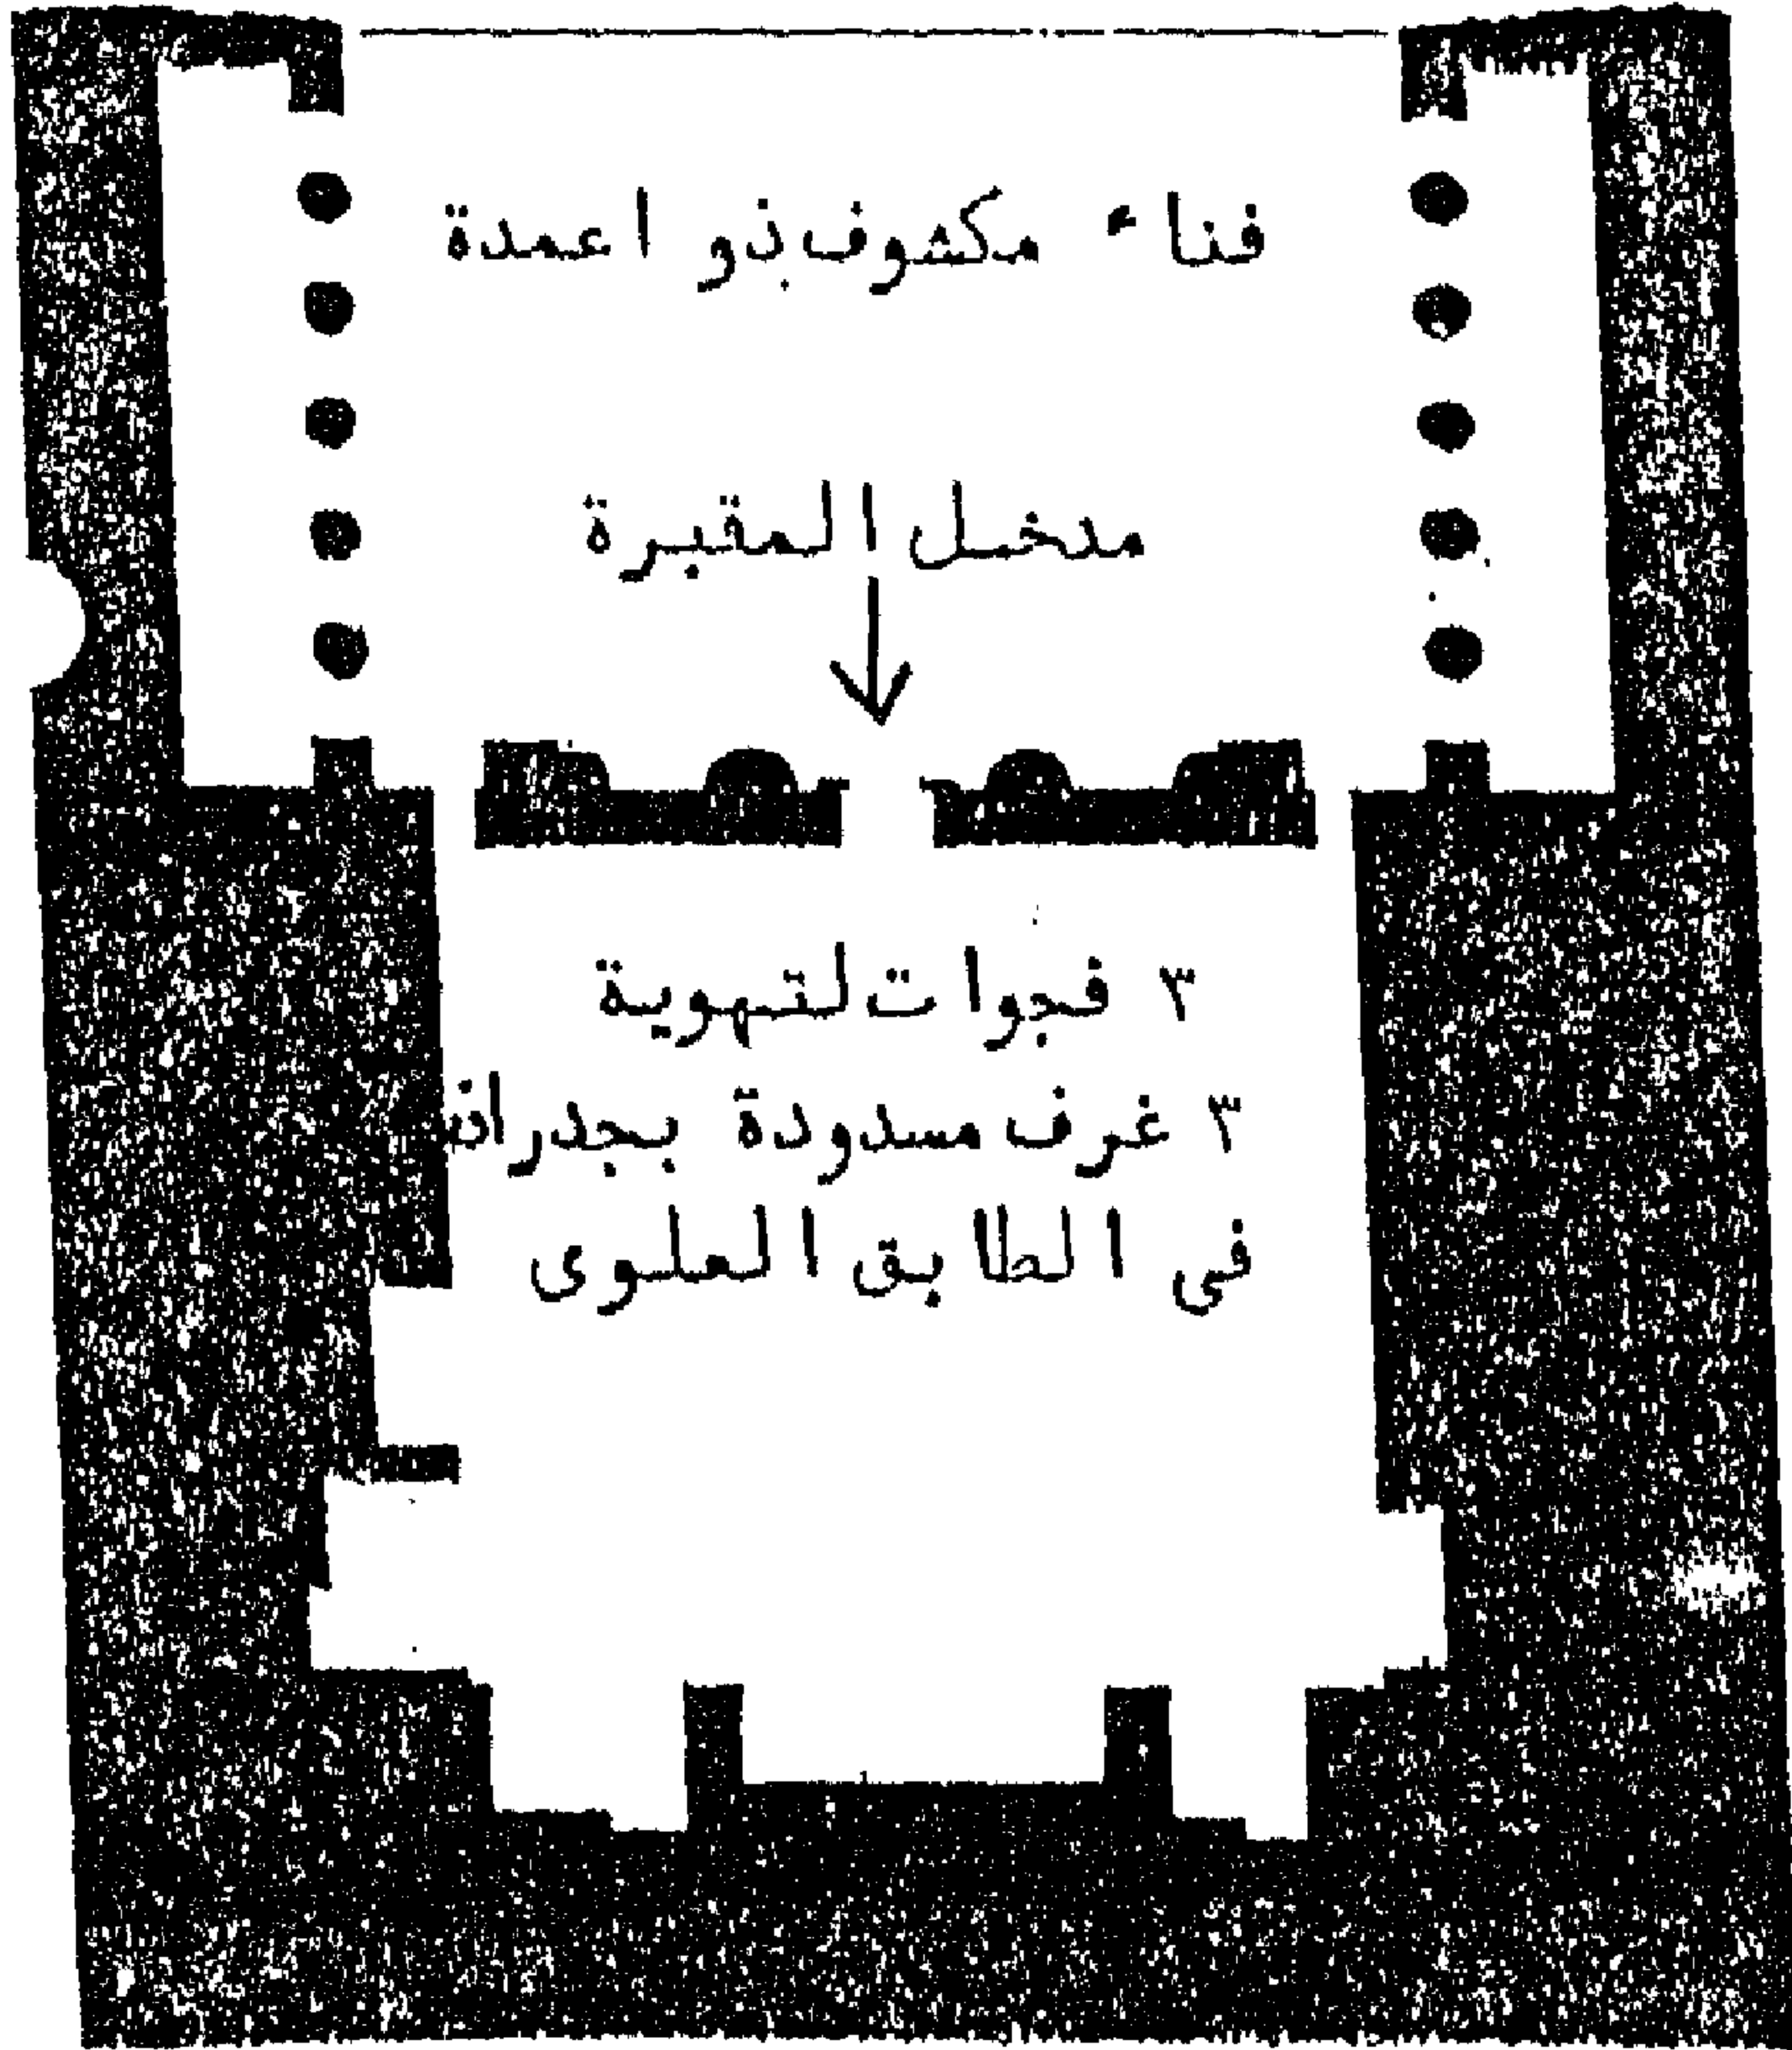 فناء مكشوف ذو اعمدة
مدخل المقبرة
٣ فجوات لتهوية
٣ غرف مسدودة بجدران
فى الطابق العلوى